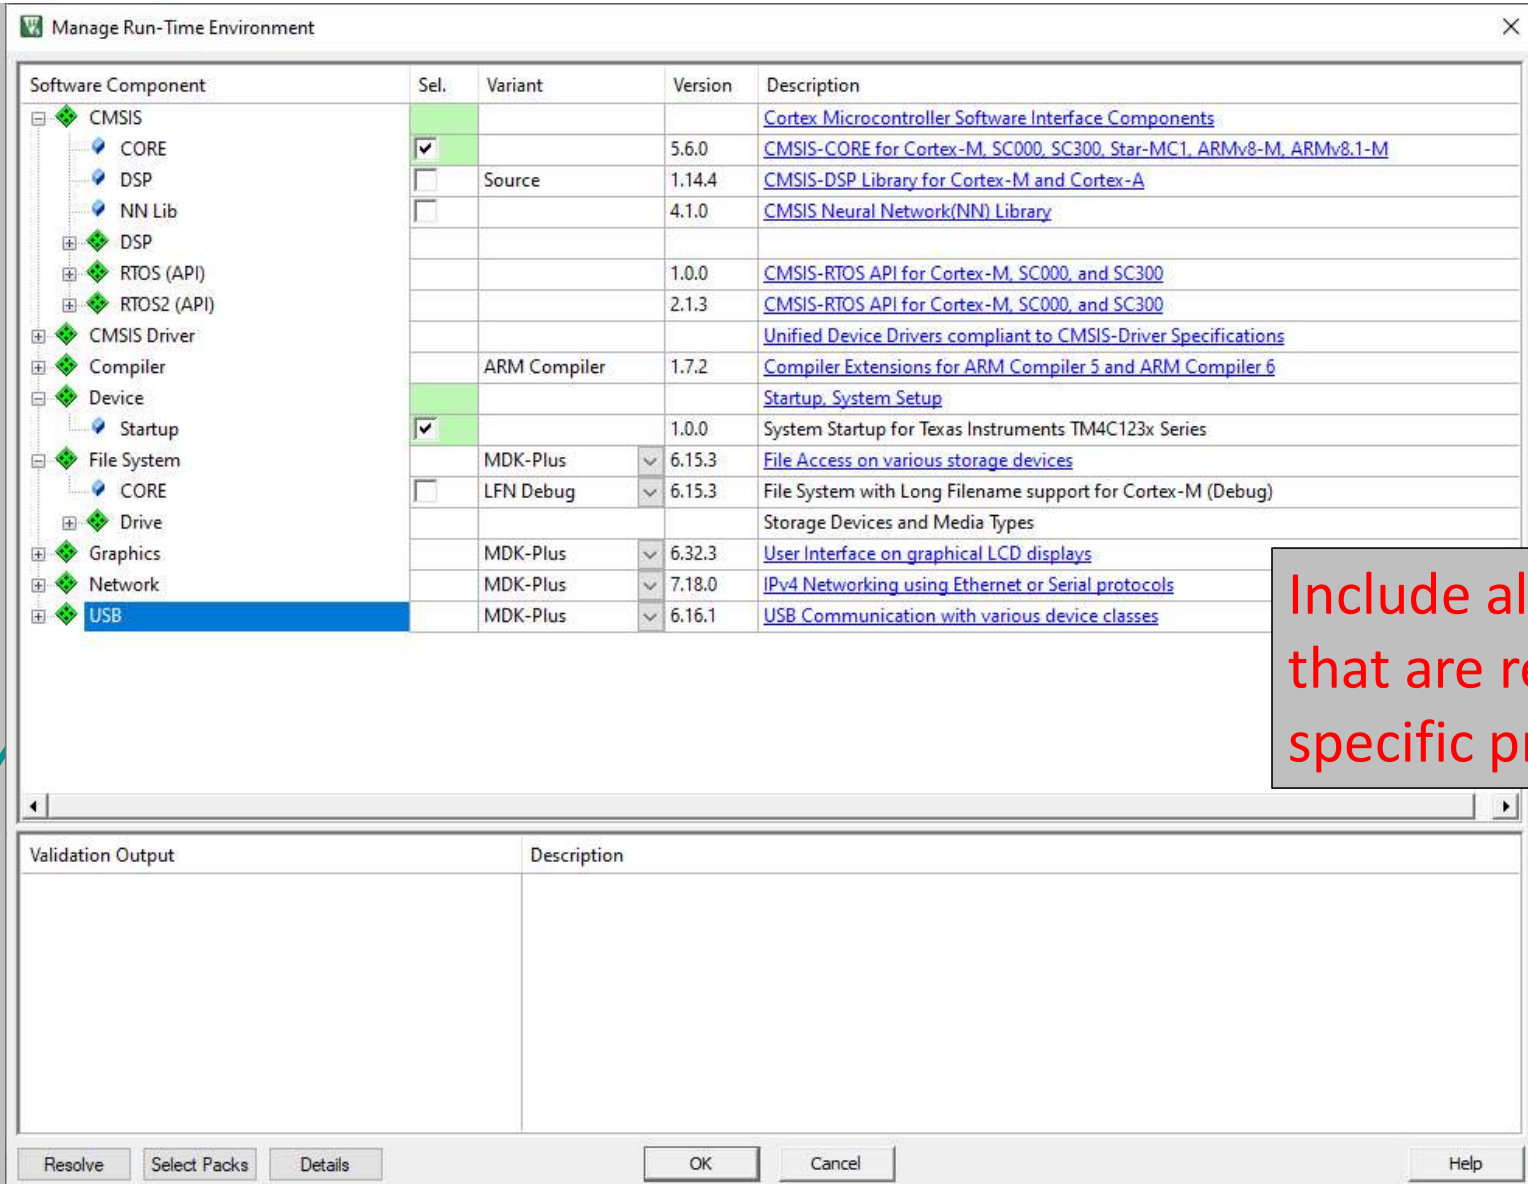 Manage Run-Time Environment
Software Component Sel. Variant Version Description
CMSIS Cortex Microcontroller Software Interface Components
CORE 5.6.0 CMSIS-CORE for Cortex-M, SC000, SC300, Star-MC1, ARMv8-M, ARMv8.1-M
DSP Source 1.14.4 CMSIS-DSP Library for Cortex-M and Cortex-A
NN Lib 4.1.0 CMSIS Neural Network(NN) Library
DSP
RTOS (API) 1.0.0 CMSIS-RTOS API for Cortex-M, SC000, and SC300
RTOS2 (API) 2.1.3 CMSIS-RTOS API for Cortex-M, SC000, and SC300
CMSIS Driver Unified Device Drivers compliant to CMSIS-Driver Specifications
Compiler ARM Compiler 1.7.2 Compiler Extensions for ARM Compiler 5 and ARM Compiler 6
Device Startup, System Setup
Startup 1.0.0 System Startup for Texas Instruments TM4C123x Series
File System MDK-Plus 6.15.3 File Access on various storage devices
CORE LFN Debug 6.15.3 File System with Long Filename support for Cortex-M (Debug)
Drive Storage Devices and Media Types
Graphics MDK-Plus 6.32.3 User Interface on graphical LCD displays
Network MDK-Plus 7.18.0 IPv4 Networking using Ethernet or Serial protocols
USB MDK-Plus 6.16.1 USB Communication with various device classes
Include
that are
specific
Validation Output Description
Resolve Select Packs Details OK Cancel Help